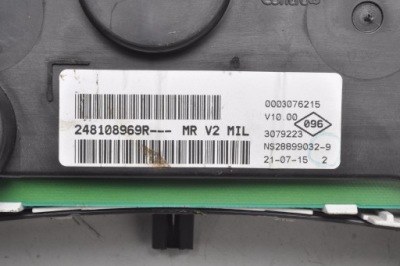 248108969R--- MR V2 MIL
0003076215
V10.00
096
3079223
NS28899032-9
21-07-15 2